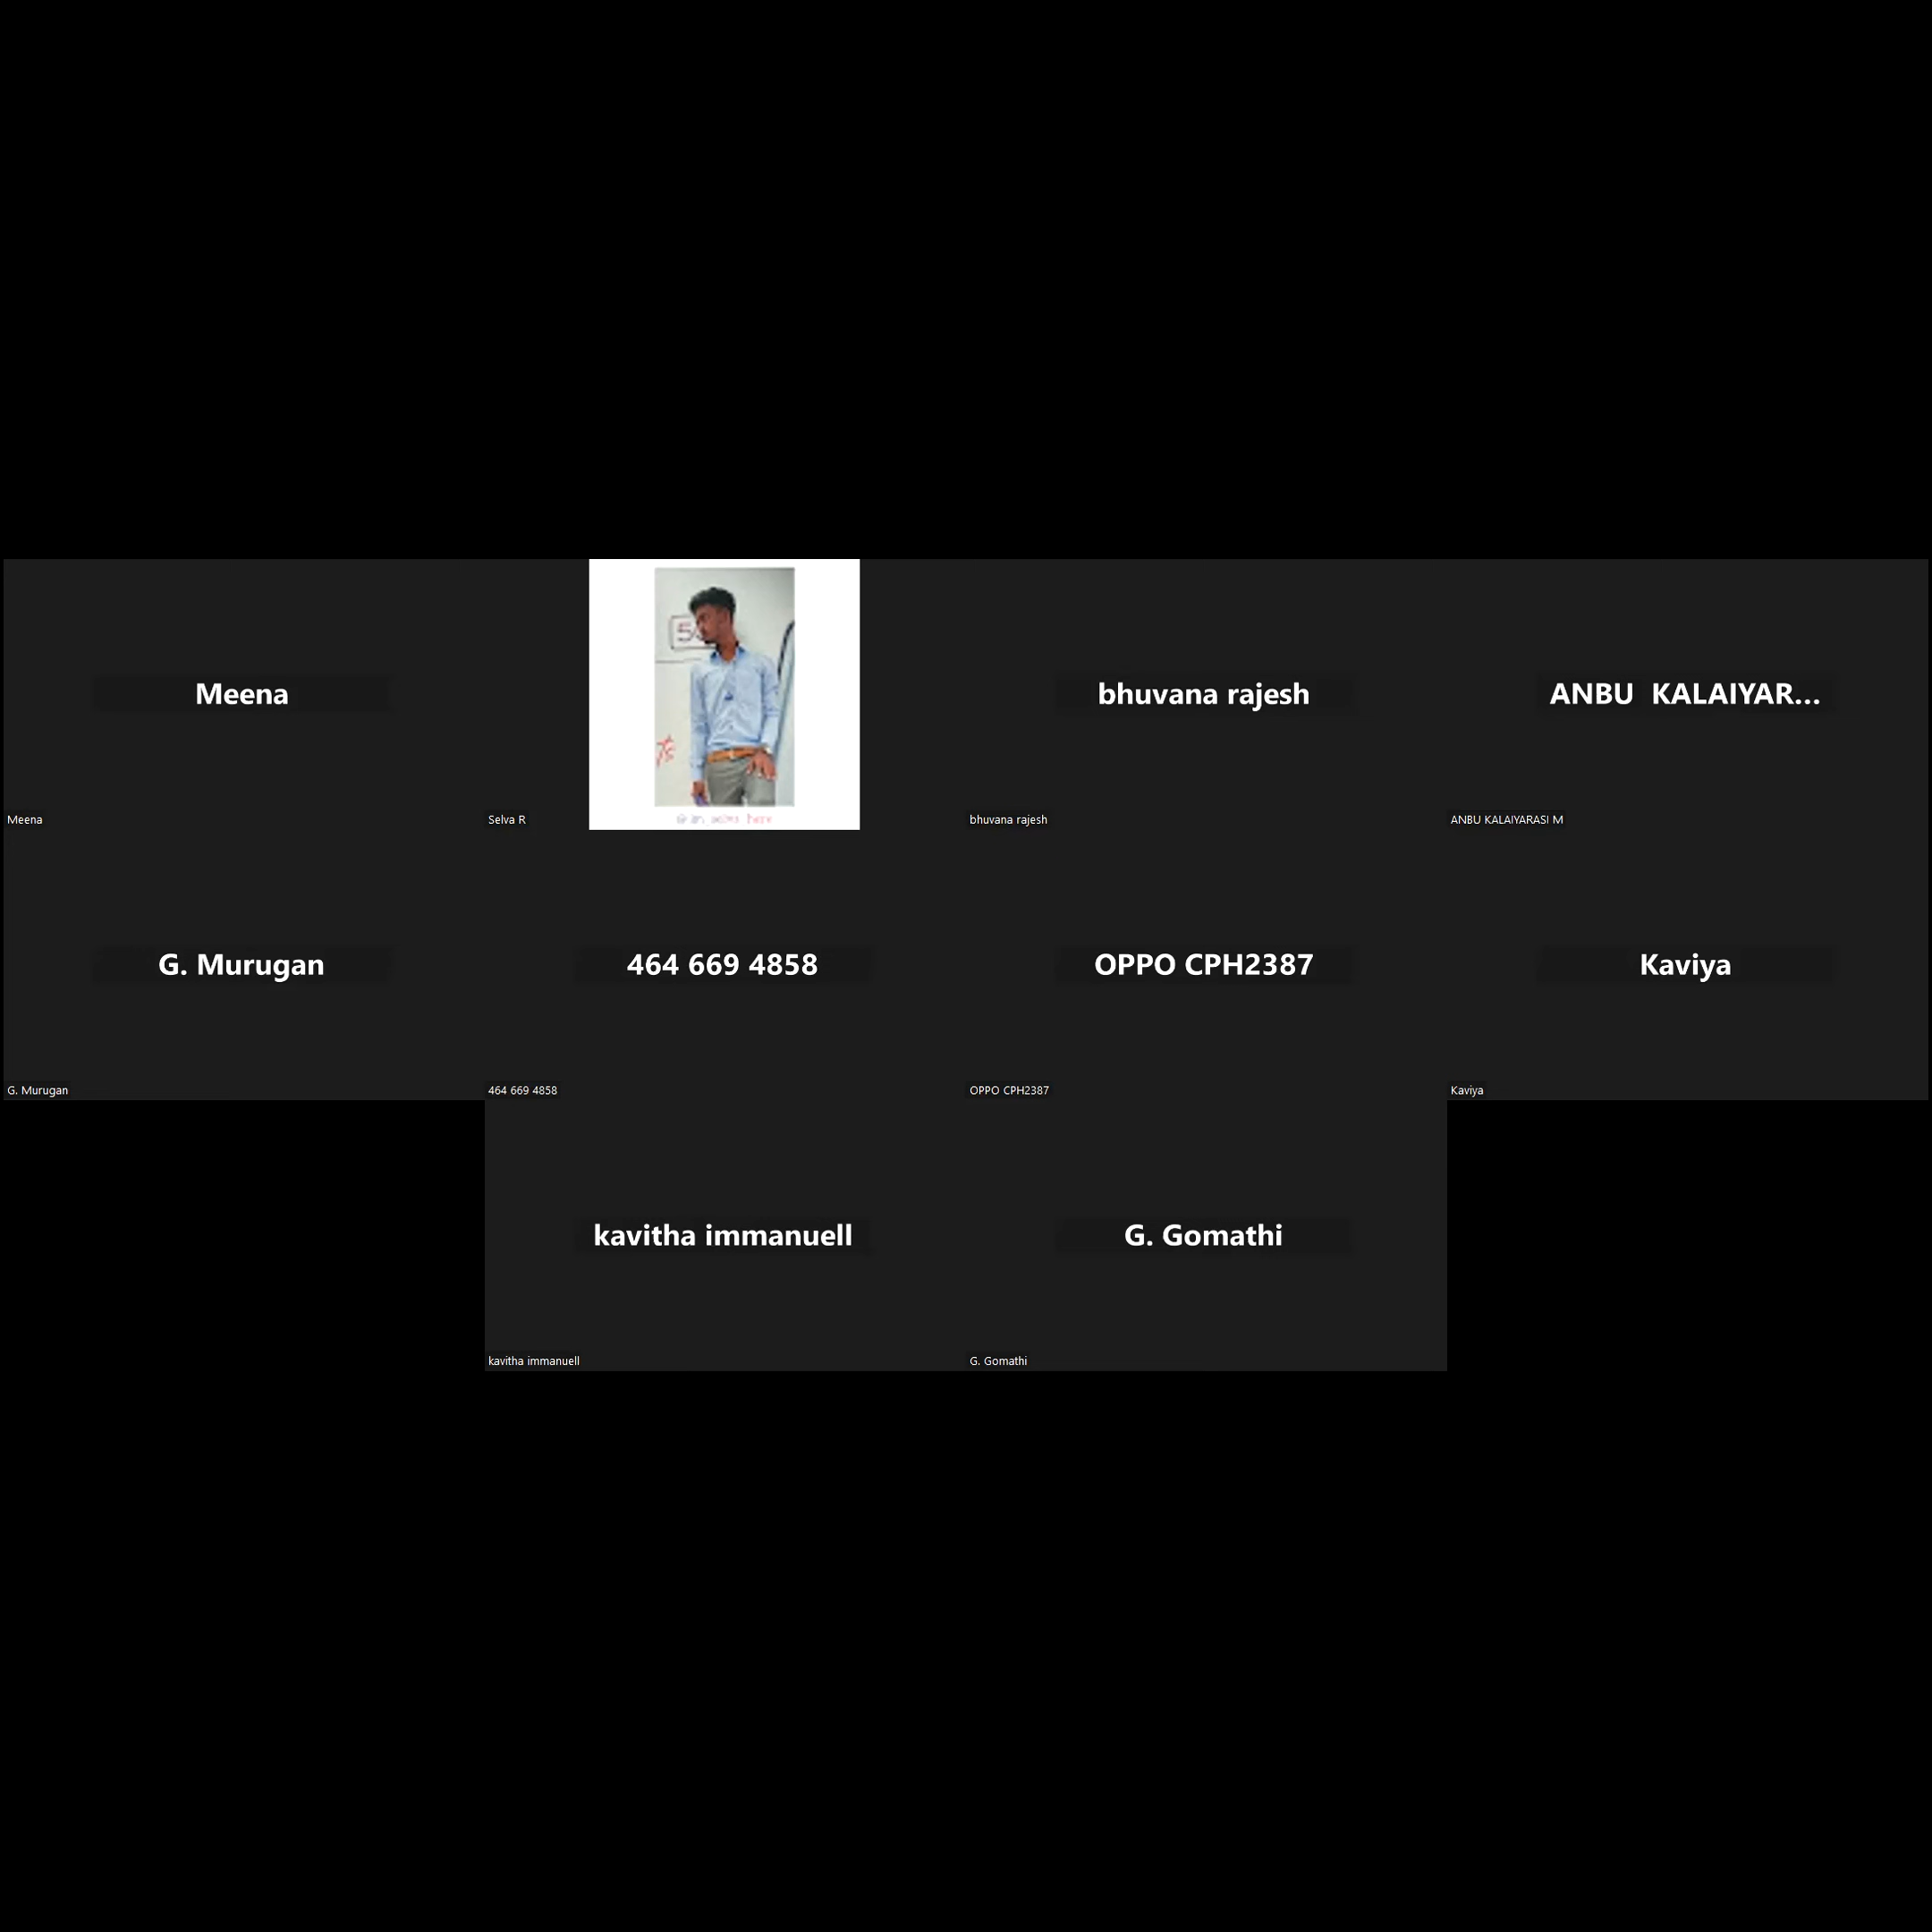 Meena
Meena
Selva R
bhuvana rajesh
bhuvana rajesh
ANBU KALAIYAR...
ANBU KALAIYARASI M
G. Murugan
G. Murugan
464 669 4858
464 669 4858
OPPO CPH2387
OPPO CPH2387
Kaviya
Kaviya
kavitha immanuell
kavitha immanuell
G. Gomathi
G. Gomathi